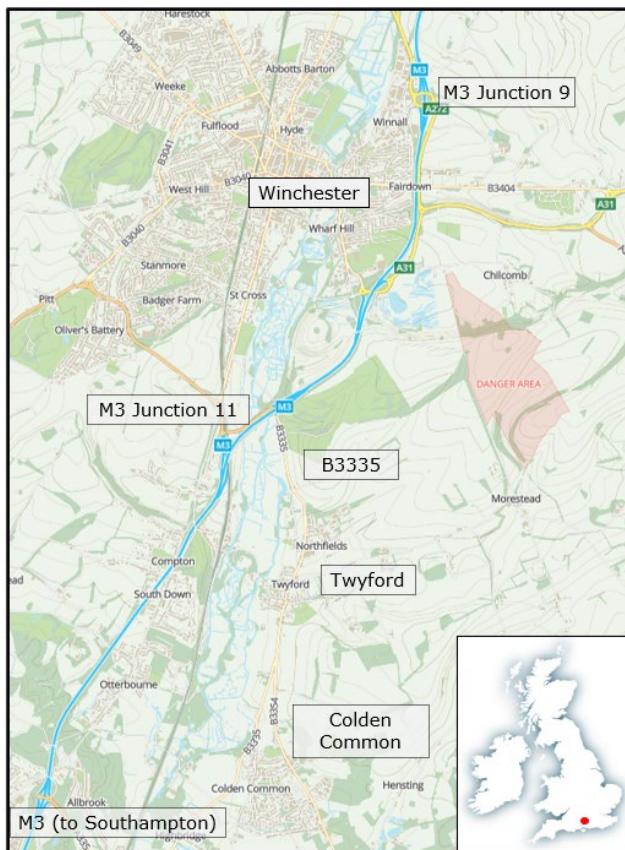 Harestock
B3049
Abbotts Barton
M3
M3 Junction 9
Weeke
A272
Winnall
Fulflood
Hyde
B3041
West Hill
B3040
Winchester
Fairdown
B3404
A31
Wharf Hill
B3040
Stanmore
A31
Chilcomb
Pitt
Badger Farm
St Cross
Oliver's Battery
DANGER AREA
M3 Junction 11
M3
M3
B3335
B3335
Morestead
Northfields
Compton
Twyford
Twyford
South Down
Otterbourne
B3354
Colden
Common
B3335
Colden Common
Hensting
Allbrook
M3 (to Southampton)
Highbridge